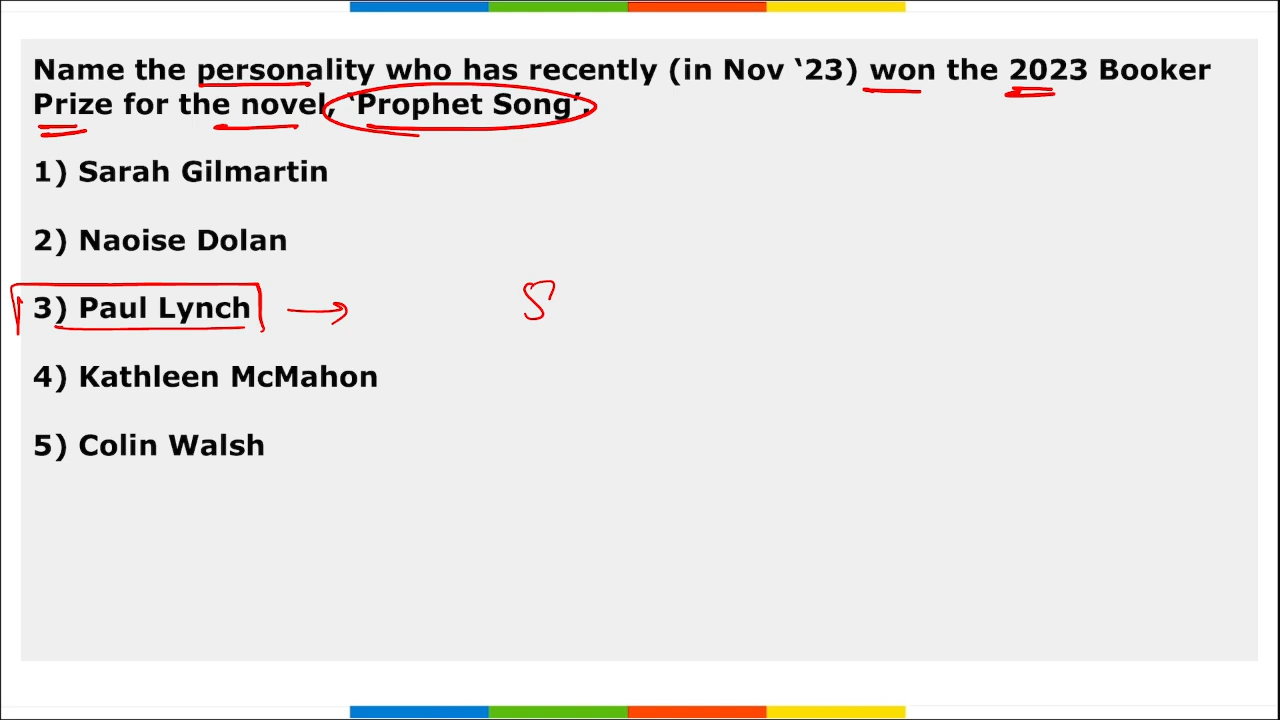 Name the personality who has recently (in Nov ‘23) won the 2023 Booker
Prize for the novel, ‘Prophet Song’.
1) Sarah Gilmartin
2) Naoise Dolan
3) Paul Lynch → S
4) Kathleen McMahon
5) Colin Walsh